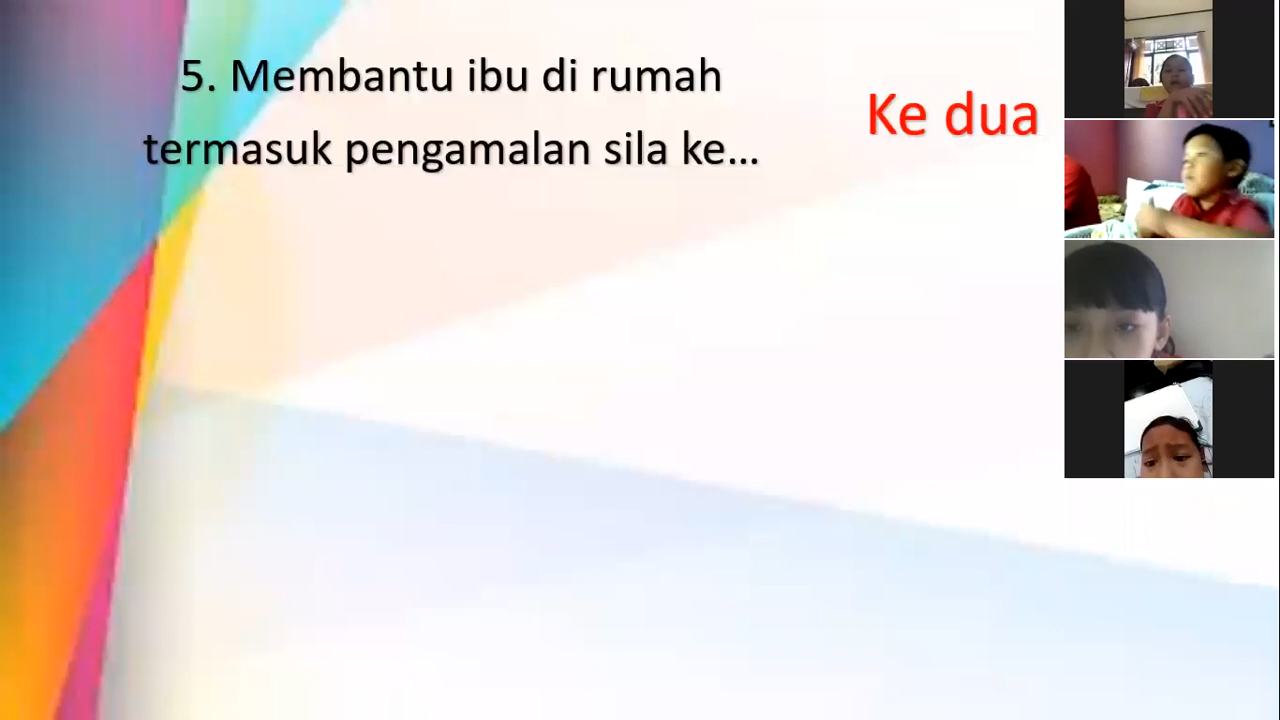 5. Membantu ibu di rumah
termasuk pengamalan sila ke...
Ke dua